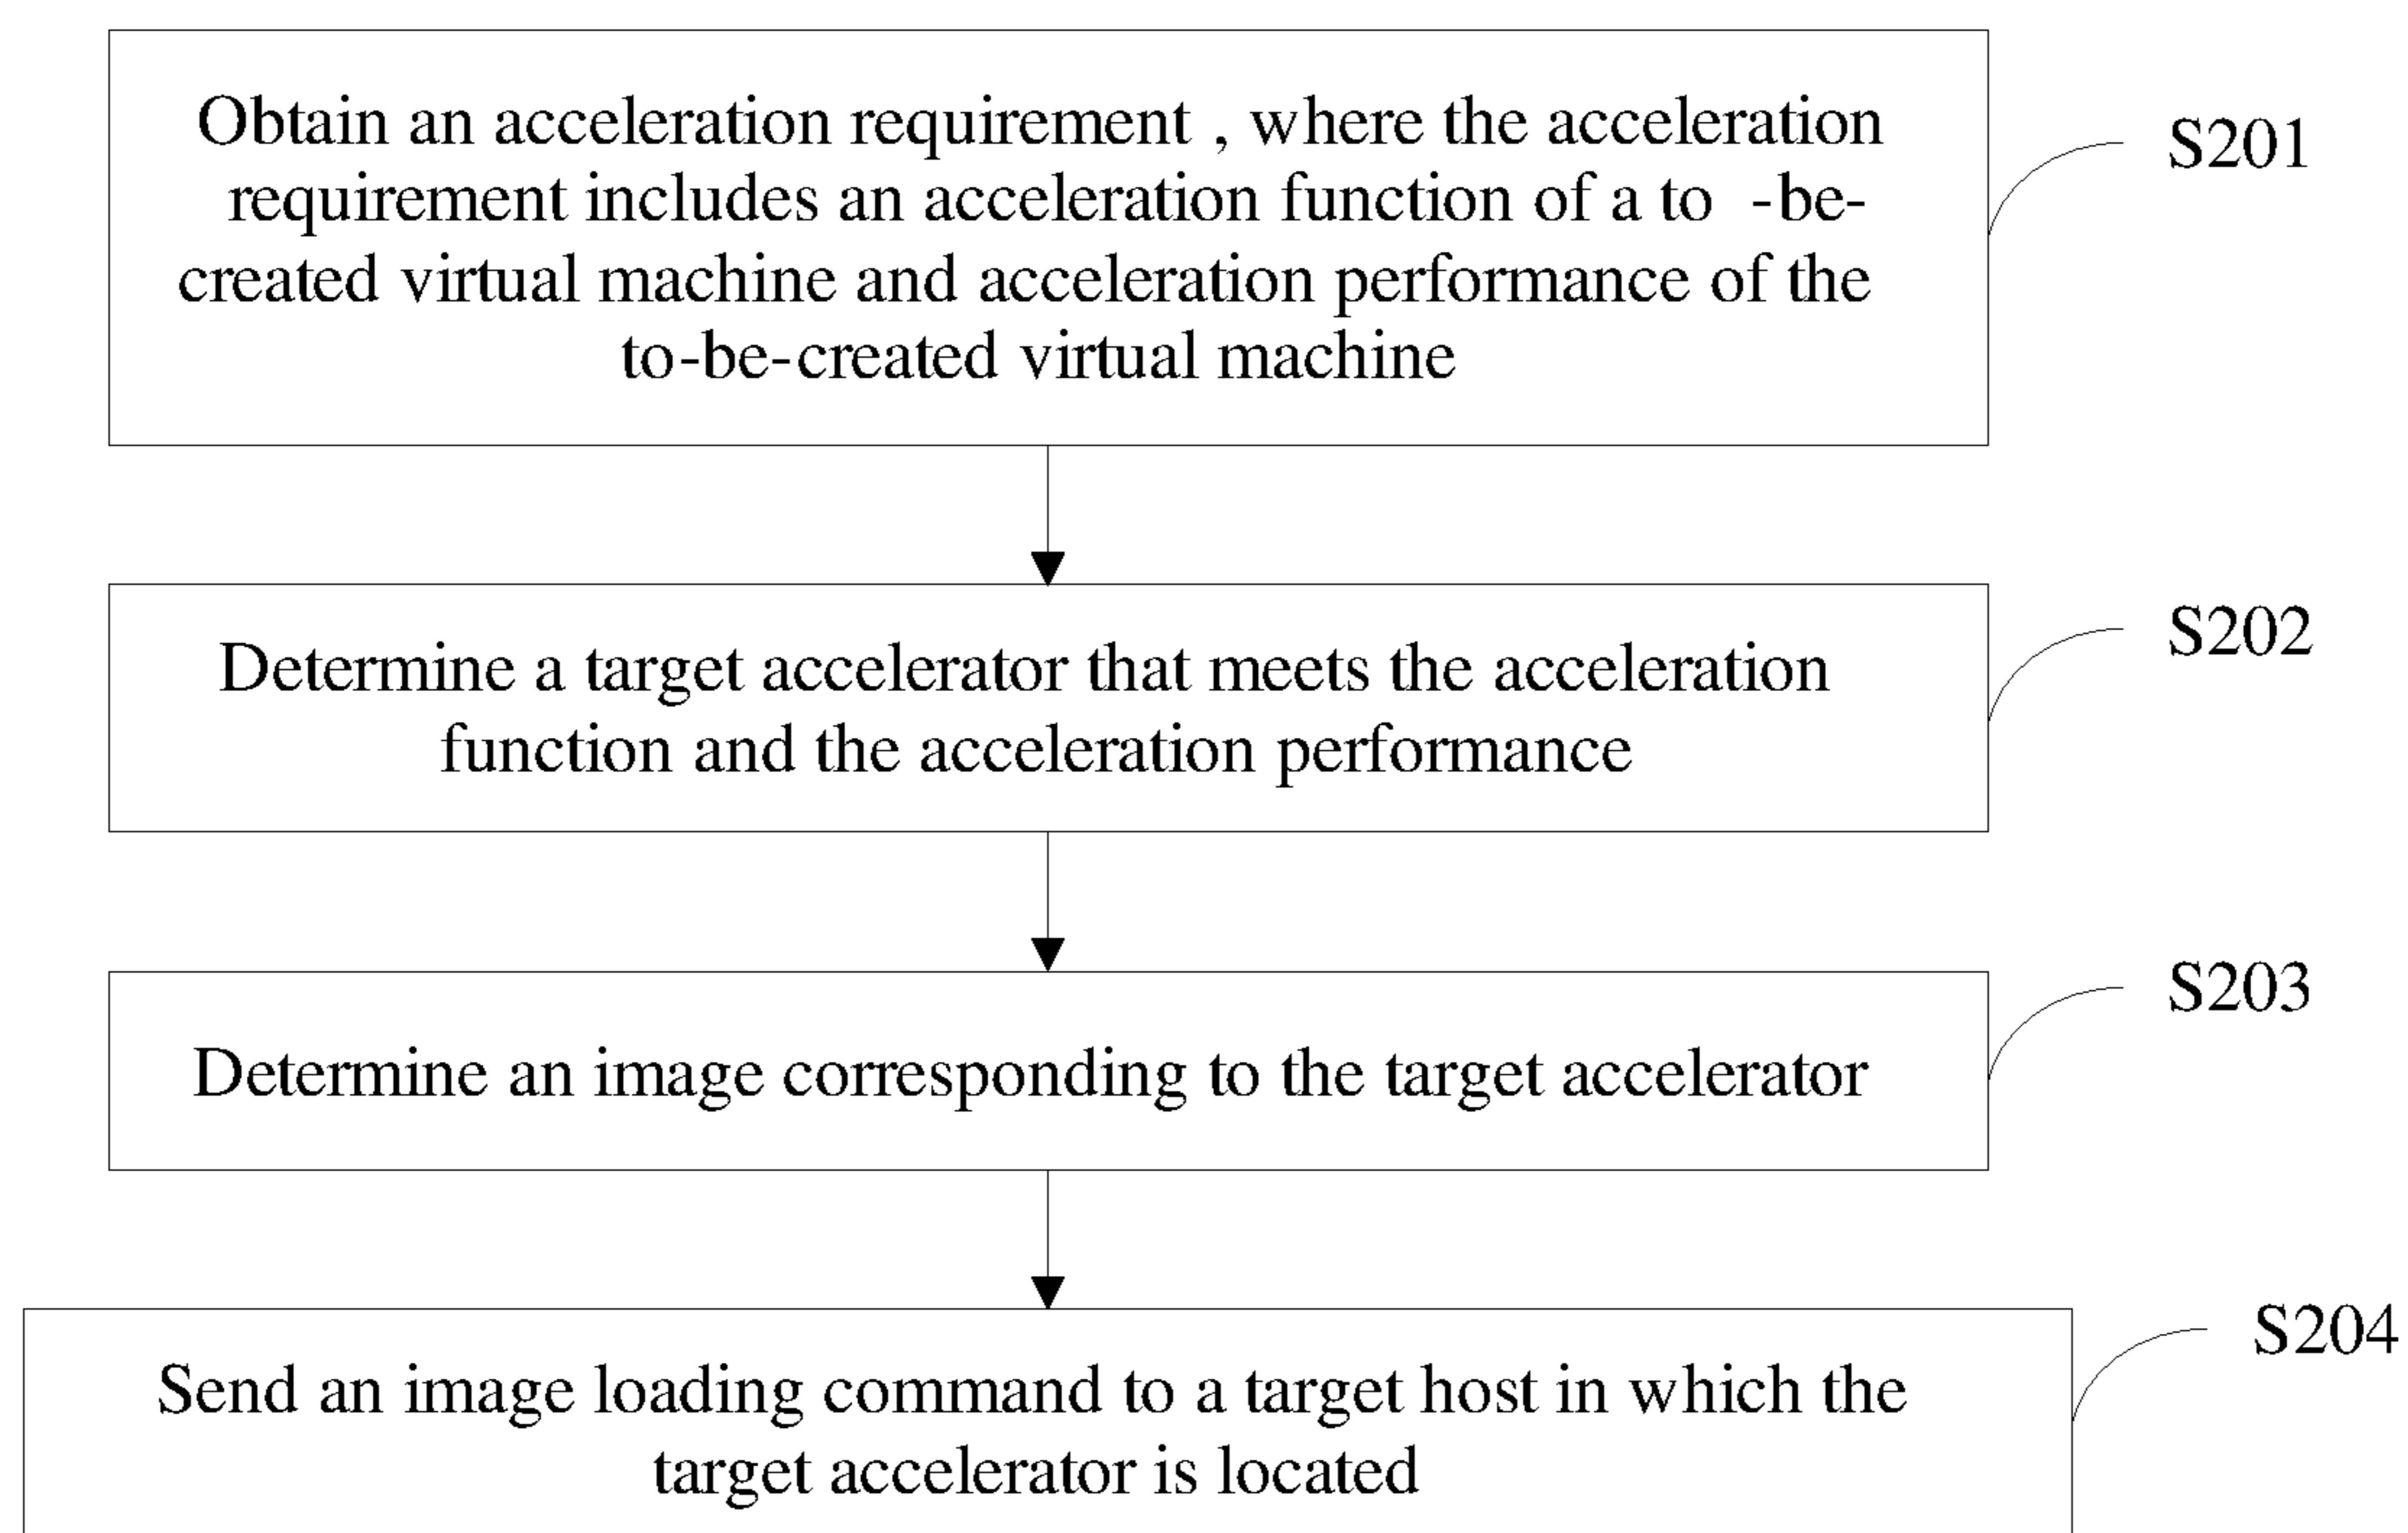 Obtain an acceleration requirement , where the acceleration
requirement includes an acceleration function of a to -be-
created virtual machine and acceleration performance of the
to-be-created virtual machine
S201
Determine a target accelerator that meets the acceleration
function and the acceleration performance
S202
Determine an image corresponding to the target accelerator
S203
Send an image loading command to a target host in which the
target accelerator is located
S204